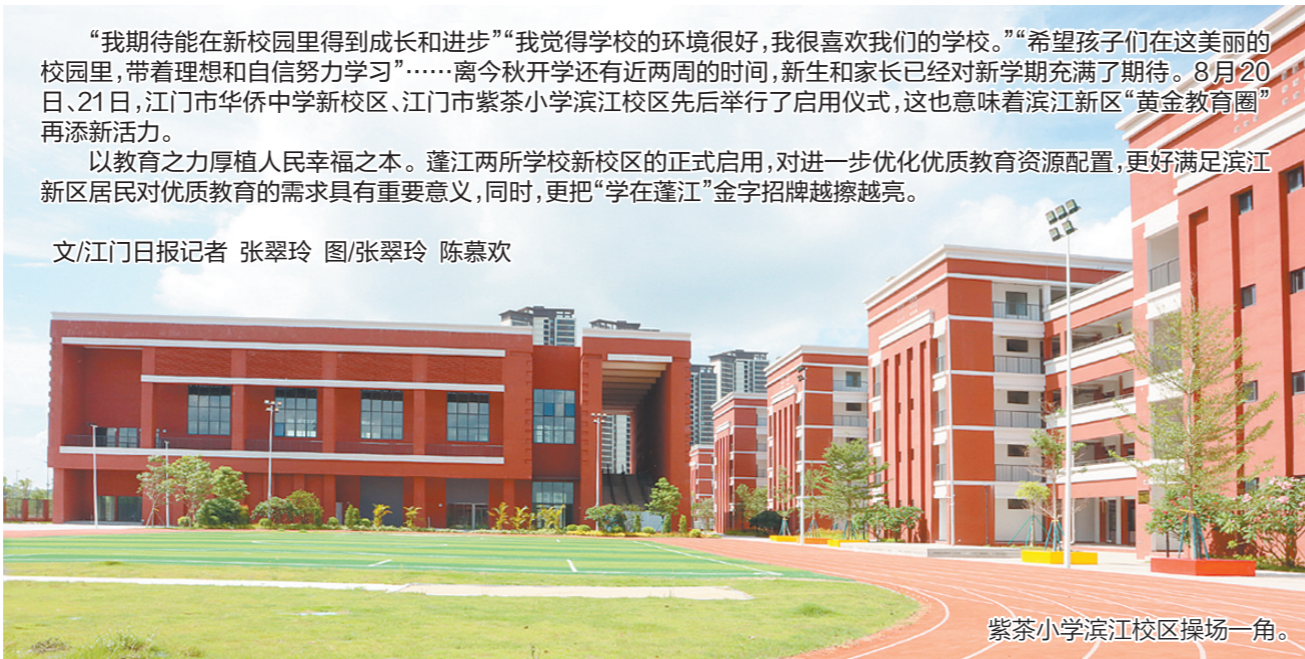 “我期待能在新校园里得到成长和进步”“我觉得学校的环境很好，我很喜欢我们的学校。”“希望孩子们在这美丽的
校园里，带着理想和自信努力学习”……离今秋开学还有近两周的时间，新生和家长已经对新学期充满了期待。8月20
日、21日，江门市华侨中学新校区、江门市紫茶小学滨江校区先后举行了启用仪式，这也意味着滨江新区“黄金教育圈”
再添新活力。
以教育之力厚植人民幸福之本。蓬江两所学校新校区的正式启用，对进一步优化优质教育资源配置，更好满足滨江
新区居民对优质教育的需求具有重要意义，同时，更把“学在蓬江”金字招牌越擦越亮。
文/江门日报记者 张翠玲 图/张翠玲 陈慕欢
紫茶小学滨江校区操场一角。